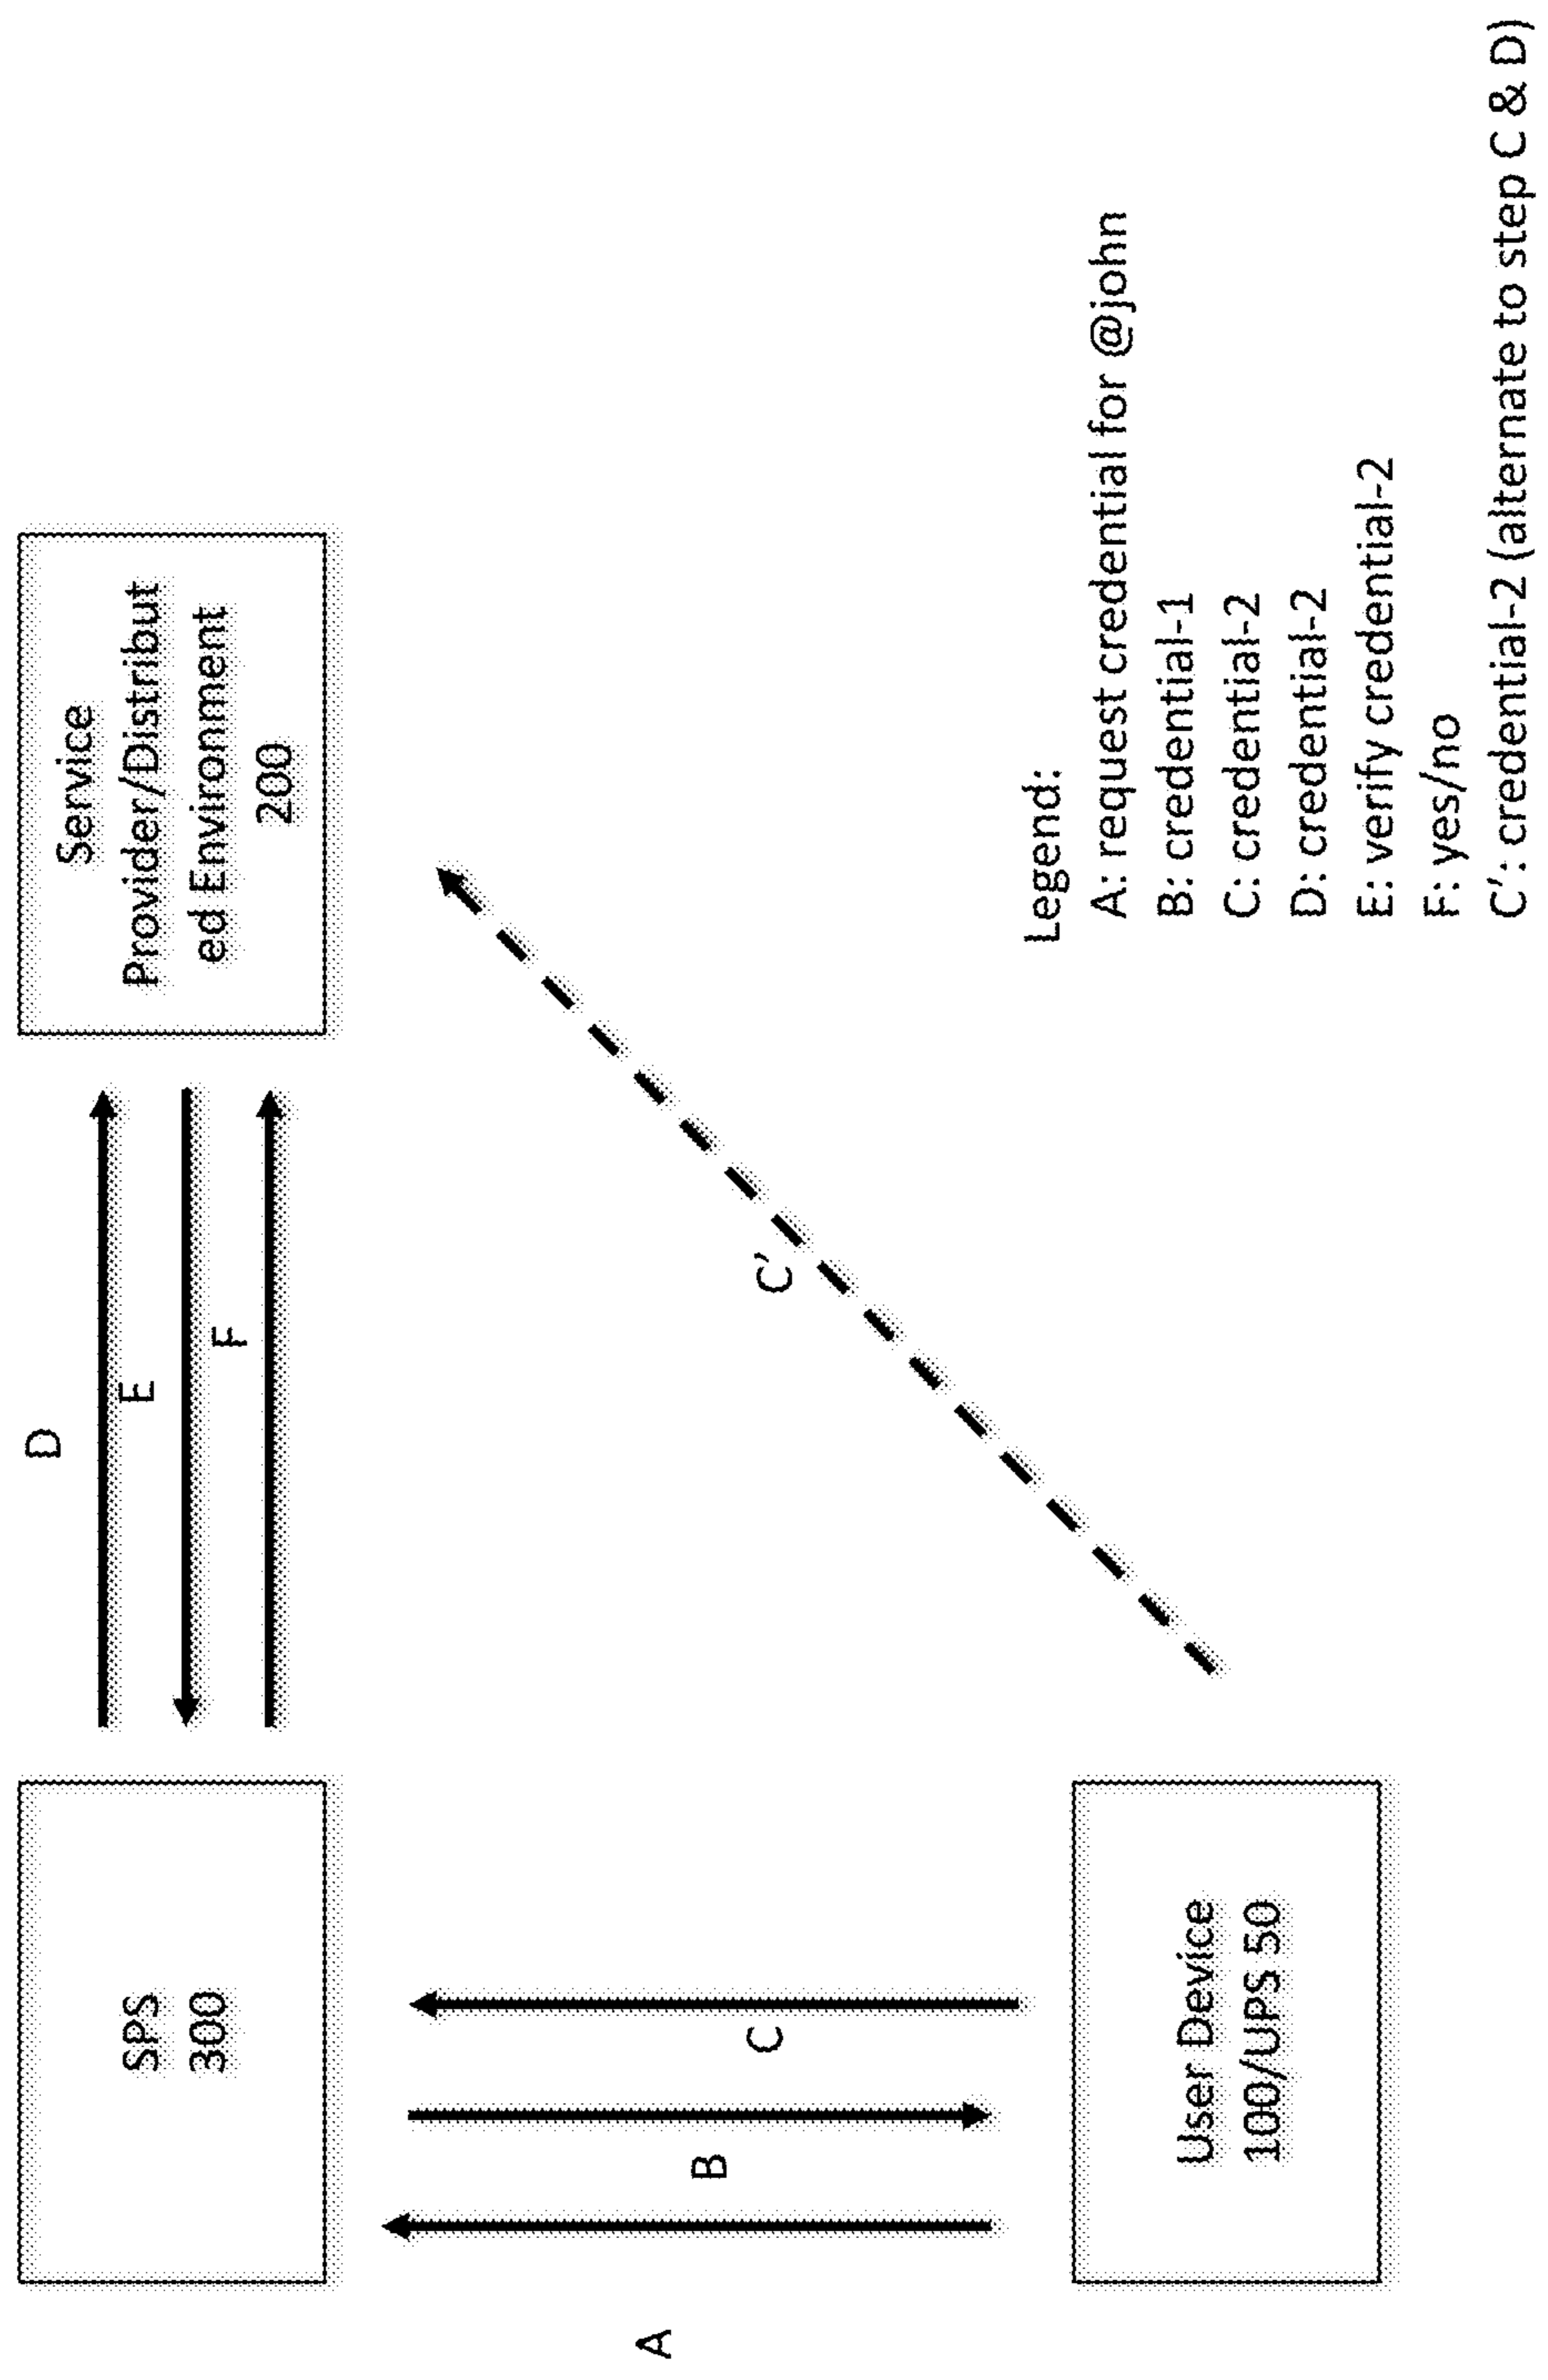 SPS
300
D
E
F
Service
Provider/Distribut
ed Environment
200
A
B
C
C'
User Device
100/UPS 50
Legend:
A: request credential for @john
B: credential-1
C: credential-2
D: credential-2
E: verify credential-2
F: yes/no
C': credential-2 (alternate to step C & D)